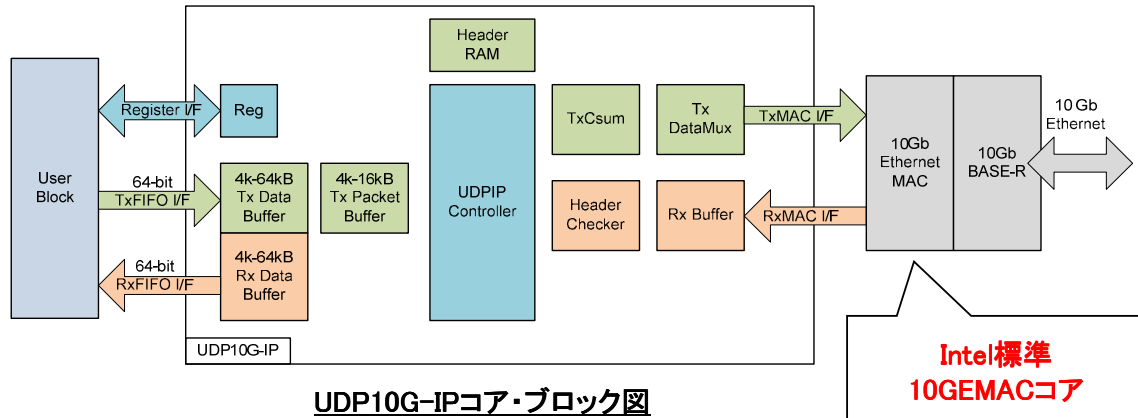 Header
RAM
User
Block
Register I/F
Reg
64-bit
TxFIFO I/F
4k-64kB
Tx Data
Buffer
4k-16kB
Tx Packet
Buffer
64-bit
RxFIFO I/F
4k-64kB
Rx Data
Buffer
UDPIP
Controller
TxCsum
Tx
DataMux
Header
Checker
Rx Buffer
TxMAC I/F
RxMAC I/F
10Gb
Ethernet
MAC
10Gb
BASE-R
10 Gb
Ethernet
UDP10G-IP
Intel標準
10GEMACコア
UDP10G-IPコア・ブロック図